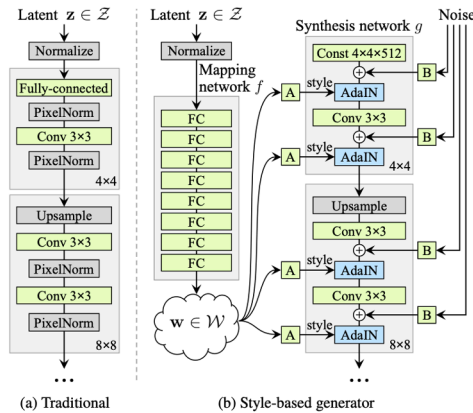 Latent z ∈ Z
Normalize
Fully-connected
PixelNorm
Conv 3×3
PixelNorm
4×4
Upsample
Conv 3×3
PixelNorm
Conv 3×3
PixelNorm
8×8
...
(a) Traditional
Latent z ∈ Z
Normalize
Mapping
network f
FC
FC
FC
FC
FC
FC
FC
FC
w ∈ W
Synthesis network g
Noise
Const 4×4×512
B
A
style
AdaIN
Conv 3×3
B
A
style
AdaIN
4×4
Upsample
Conv 3×3
B
A
style
AdaIN
Conv 3×3
B
A
style
AdaIN
8×8
...
(b) Style-based generator